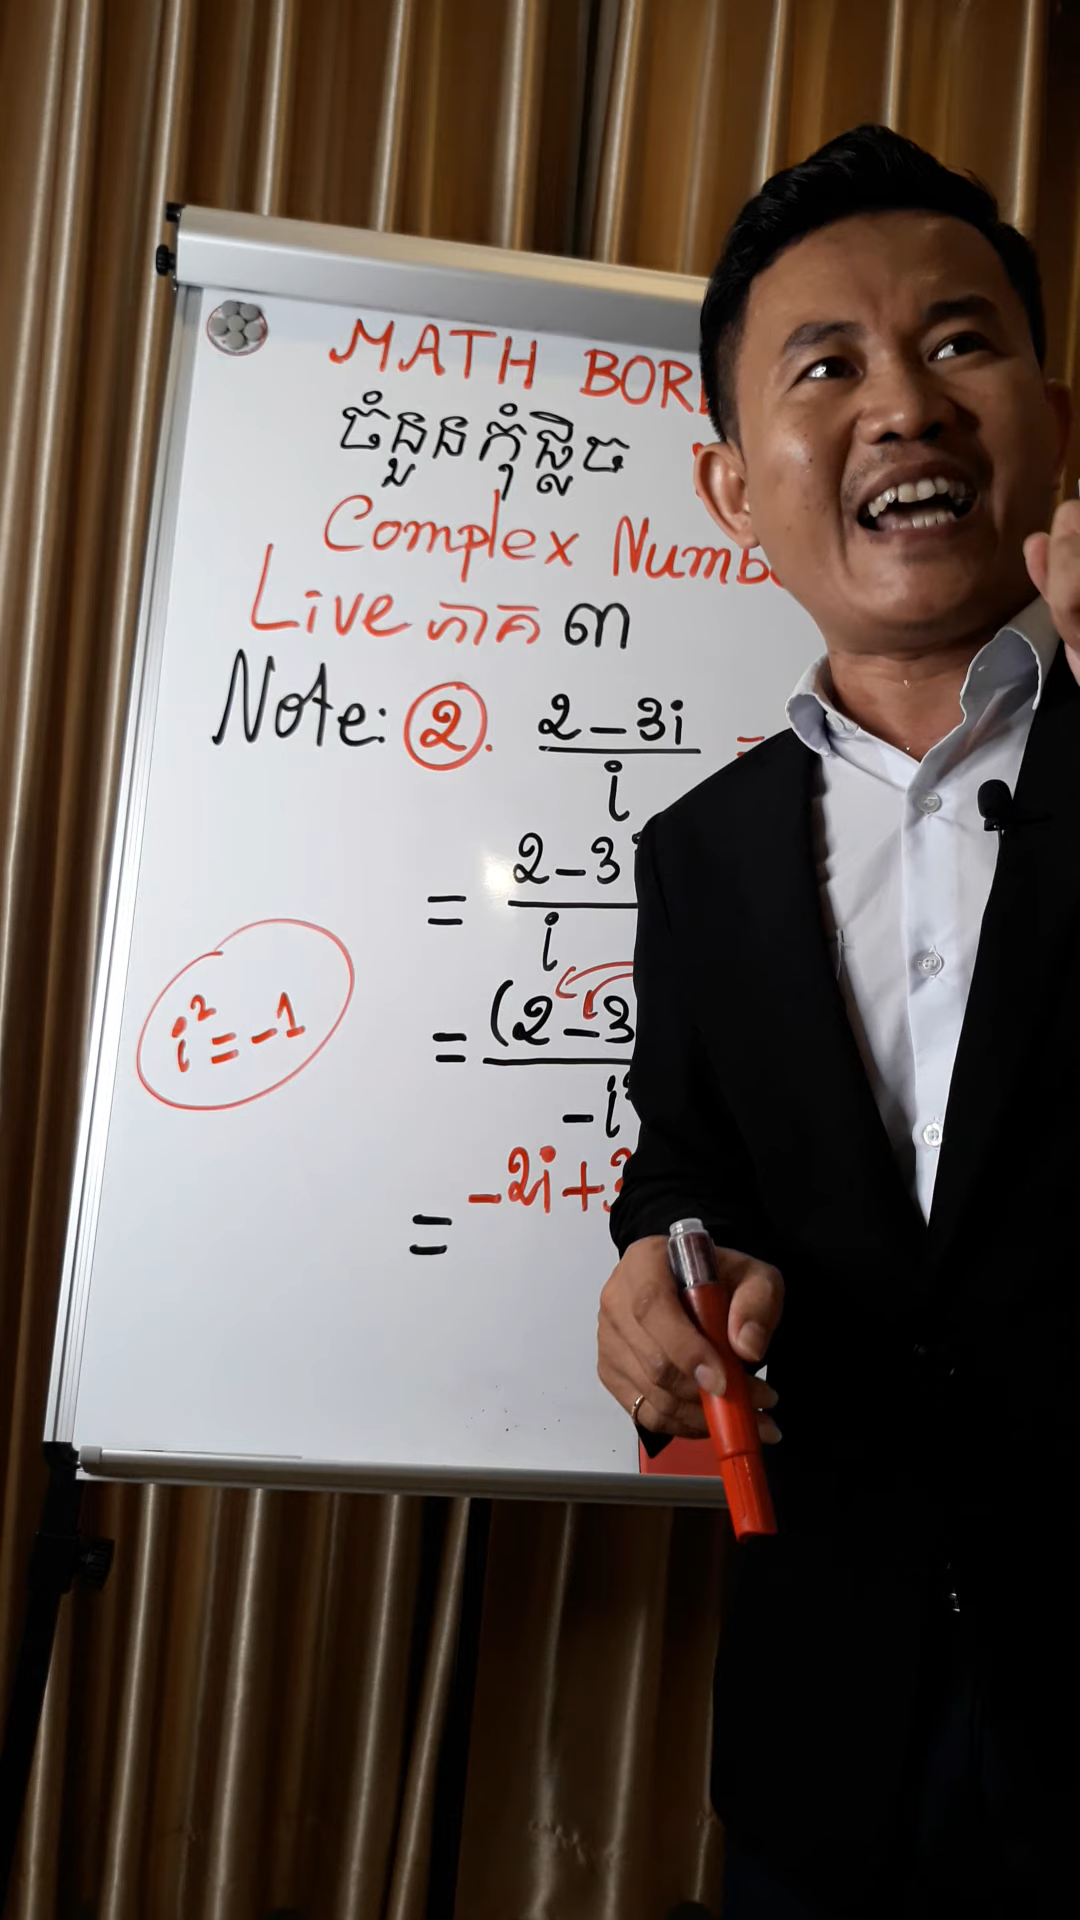 MATH BOR
ចំនួនកុំផ្លិច
Complex Numb
Live ភាគ ៣
Note: ②. 2-3i / i =
= 2-3 / i
i² = -1
= (2-3 / -i²
= -2i+3